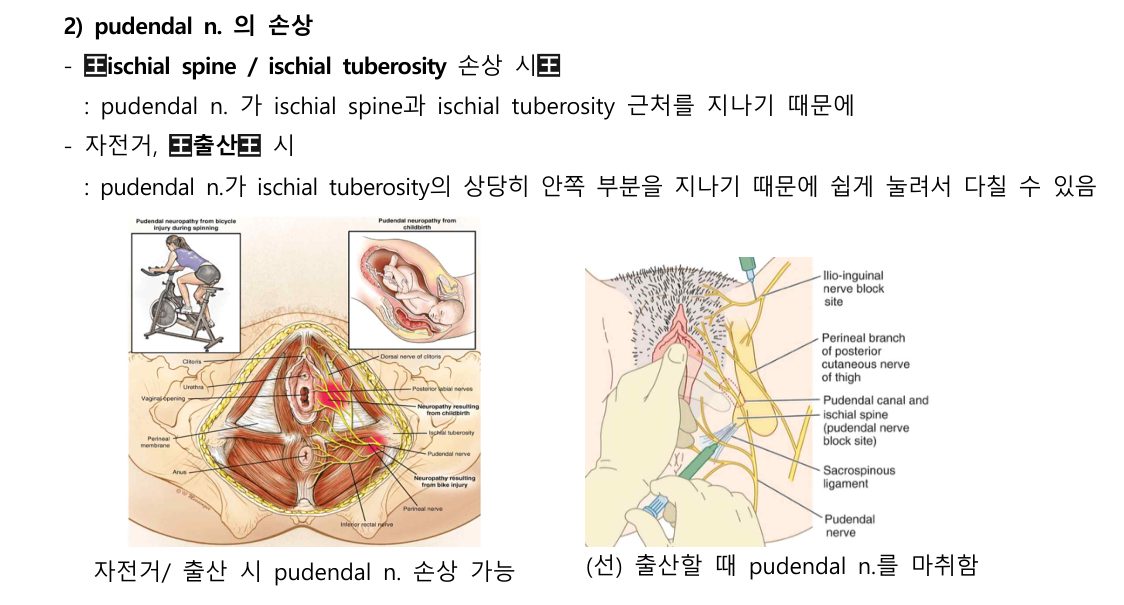 2) pudendal n. 의 손상
- 王ischial spine / ischial tuberosity 손상 시王
: pudendal n. 가 ischial spine과 ischial tuberosity 근처를 지나기 때문에
- 자전거, 王출산王 시
: pudendal n.가 ischial tuberosity의 상당히 안쪽 부분을 지나기 때문에 쉽게 눌려서 다칠 수 있음
Pudendal neuropathy from bicycle
injury during spinning
Pudendal neuropathy from
childbirth
Clitoris
Urethra
Vaginal opening
Perineal
membrane
Anus
Dorsal nerve of clitoris
Posterior labial nerves
Neuropathy resulting
from childbirth
Ischial tuberosity
Pudendal nerve
Neuropathy resulting
from bike injury
Perineal nerve
Inferior rectal nerve
Ilio-inguinal
nerve block
site
Perineal branch
of posterior
cutaneous nerve
of thigh
Pudendal canal and
ischial spine
(pudendal nerve
block site)
Sacrospinous
ligament
Pudendal
nerve
자전거/ 출산 시 pudendal n. 손상 가능
(선) 출산할 때 pudendal n.를 마취함